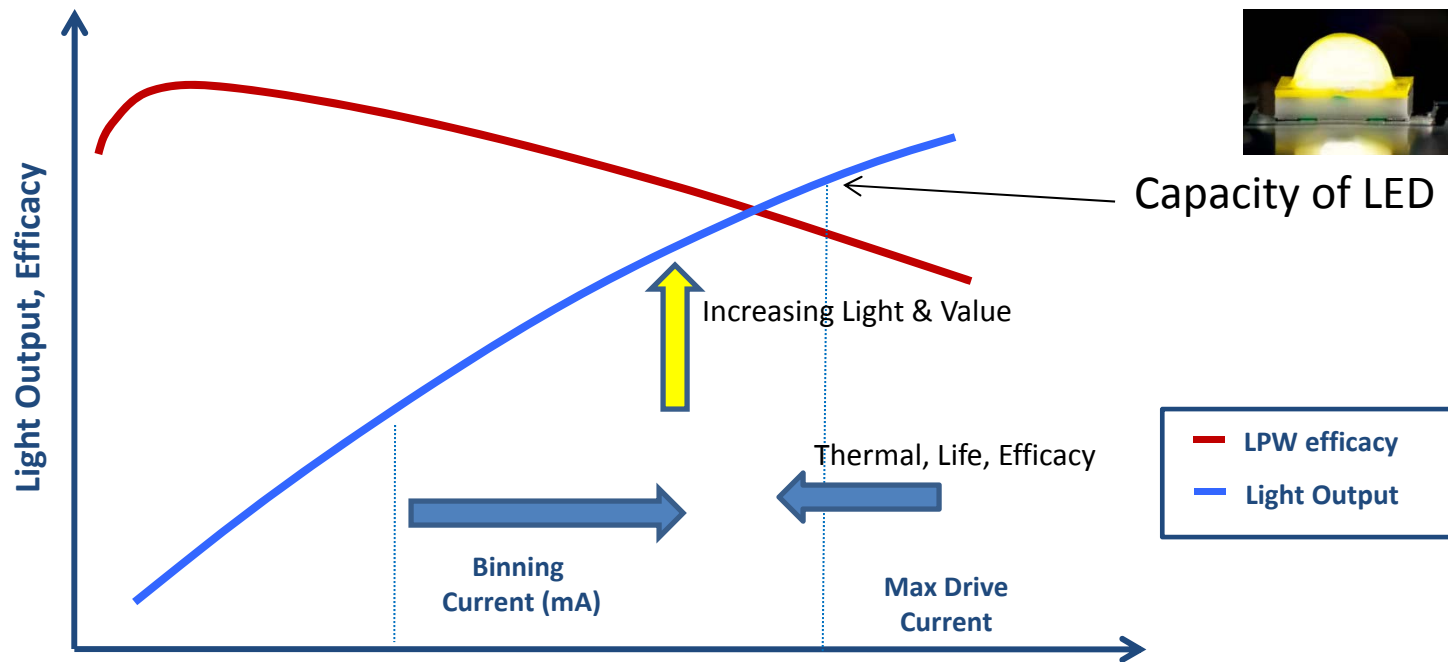 Light Output, Efficacy
Capacity of LED
Increasing Light & Value
Thermal, Life, Efficacy
LPW efficacy
Light Output
Binning
Current (mA)
Max Drive
Current